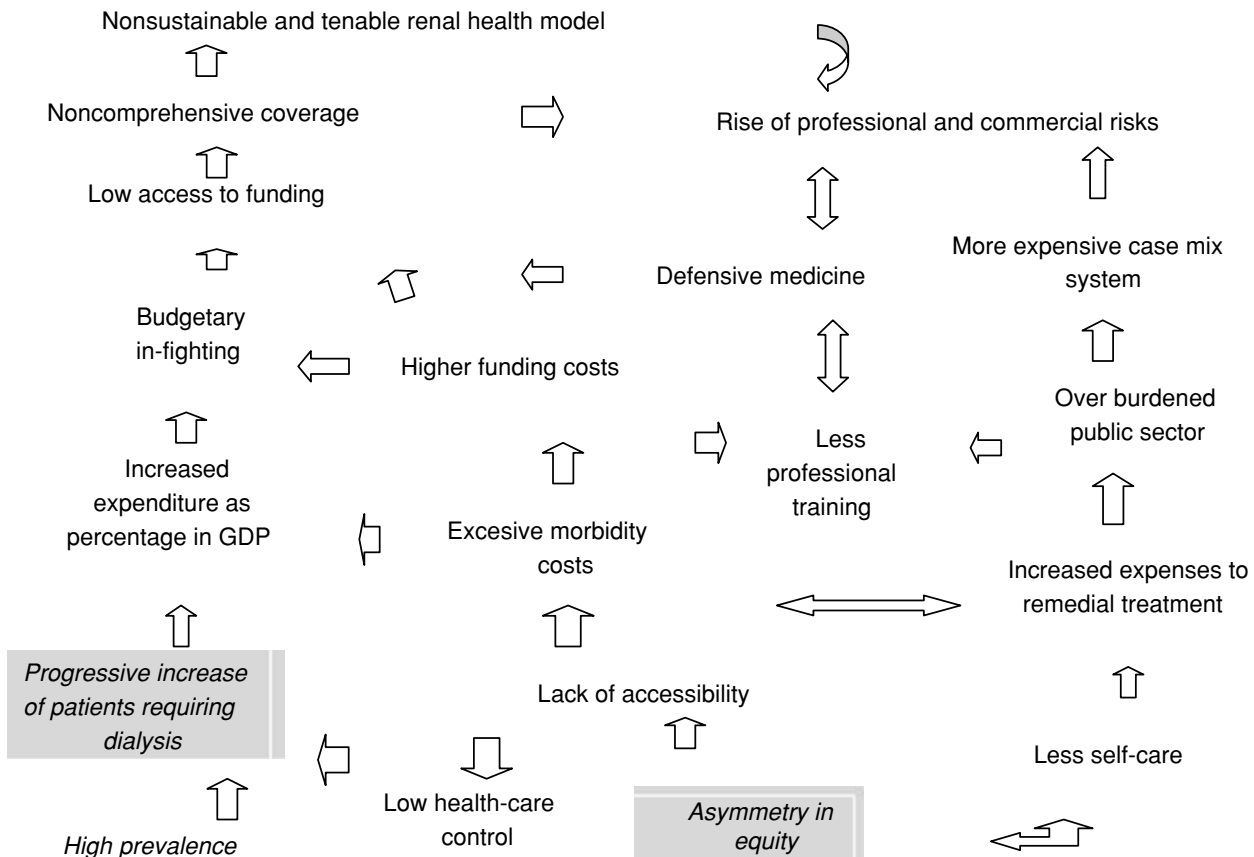 Nonsustainable and tenable renal health model
Noncomprehensive coverage
Rise of professional and commercial risks
Low access to funding
More expensive case mix
system
Defensive medicine
Budgetary
in-fighting
Higher funding costs
Over burdened
public sector
Less
professional
training
Increased
expenditure as
percentage in GDP
Excesive morbidity
costs
Increased expenses to
remedial treatment
Progressive increase
of patients requiring
dialysis
Lack of accessibility
Less self-care
Low health-care
control
Asymmetry in
equity
High prevalence